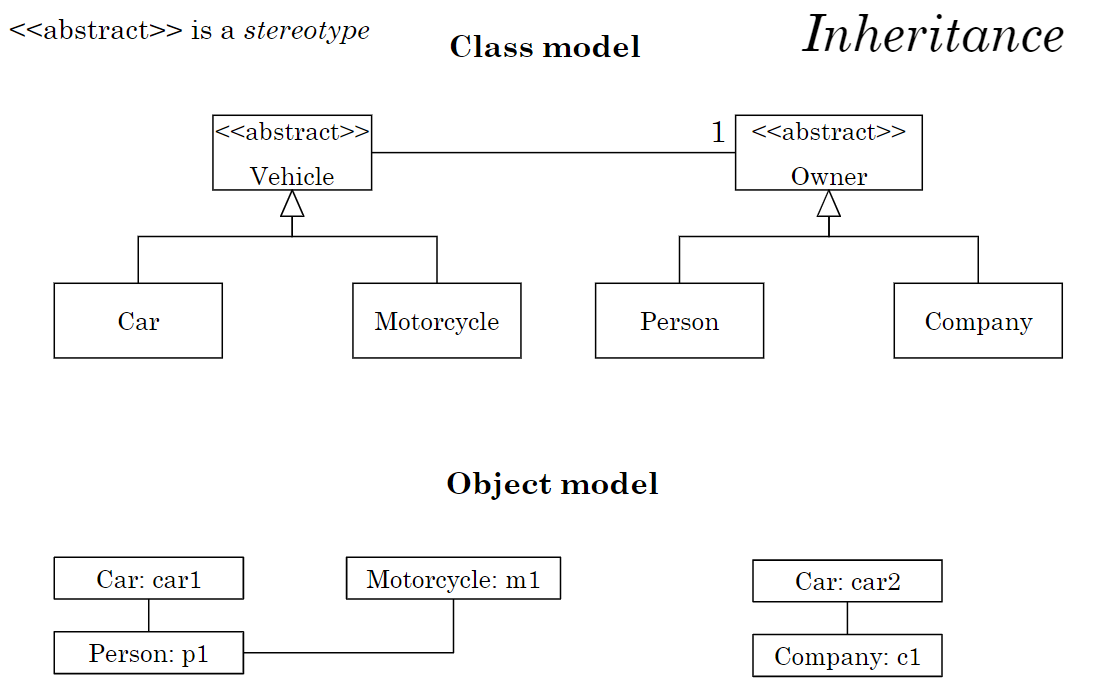 <<abstract>> is a stereotype
Class model
Inheritance
<<abstract>>
Vehicle
1
<<abstract>>
Owner
Car
Motorcycle
Person
Company
Object model
Car: car1
Motorcycle: m1
Car: car2
Person: p1
Company: c1